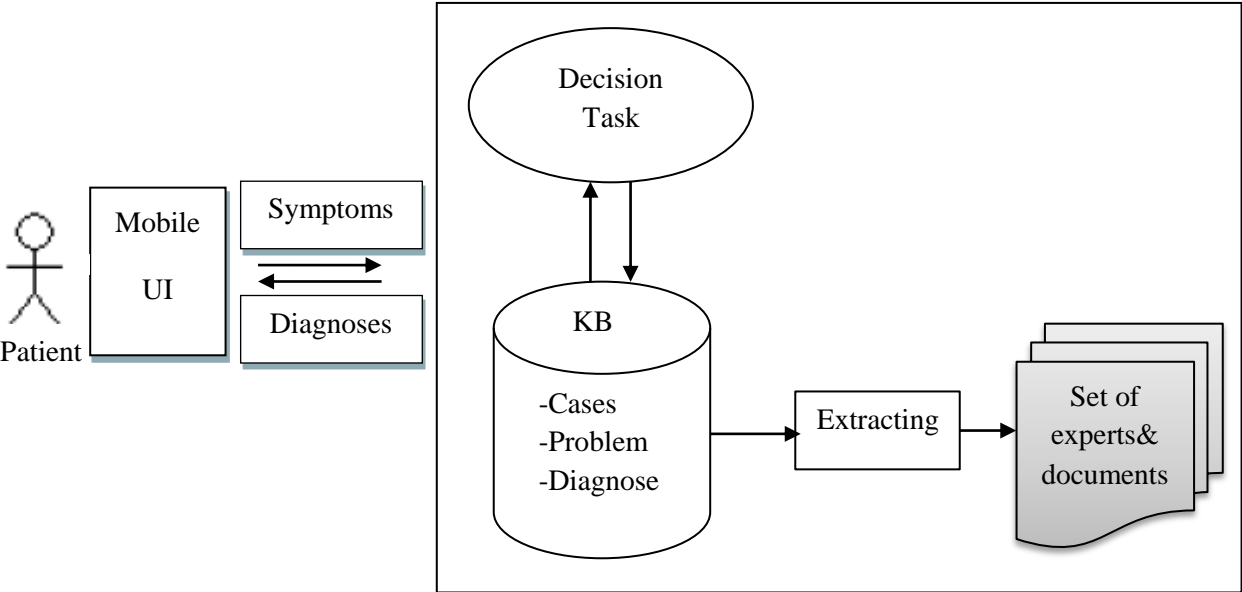 Patient
Mobile
UI
Symptoms
Diagnoses
Decision
Task
KB
-Cases
-Problem
-Diagnose
Extracting
Set of
experts&
documents